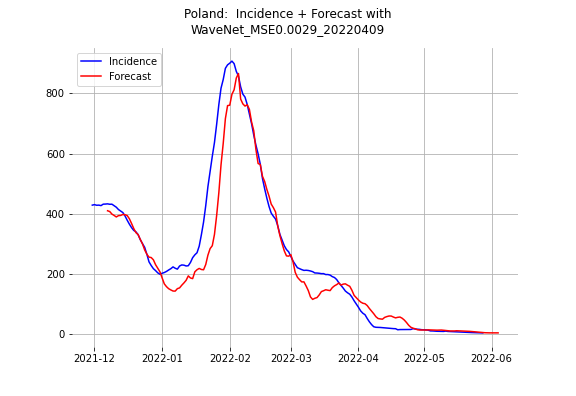 Poland:  Incidence + Forecast with
WaveNet_MSE0.0029_20220409
Incidence
Forecast
800
600
400
200
0
2021-12 2022-01 2022-02 2022-03 2022-04 2022-05 2022-06